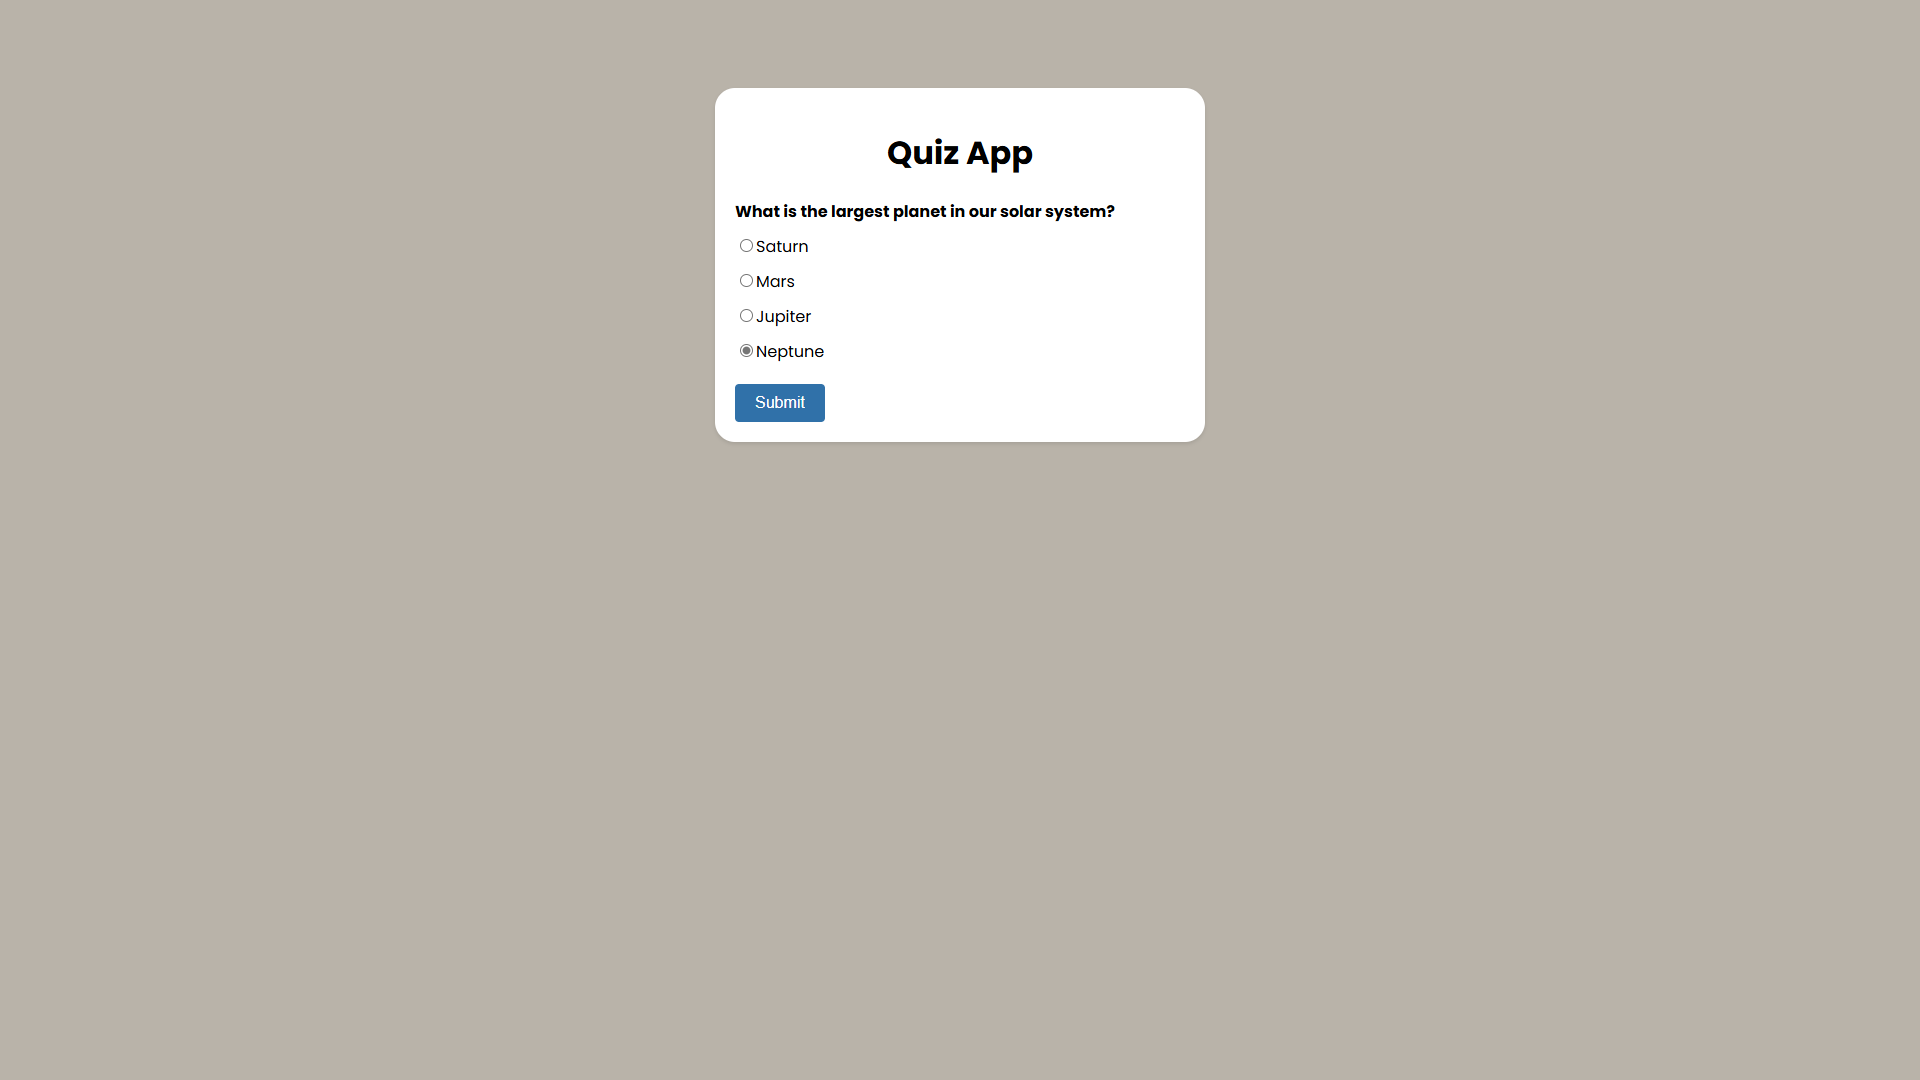 Quiz App
What is the largest planet in our solar system?
Saturn
Mars
Jupiter
Neptune
Submit